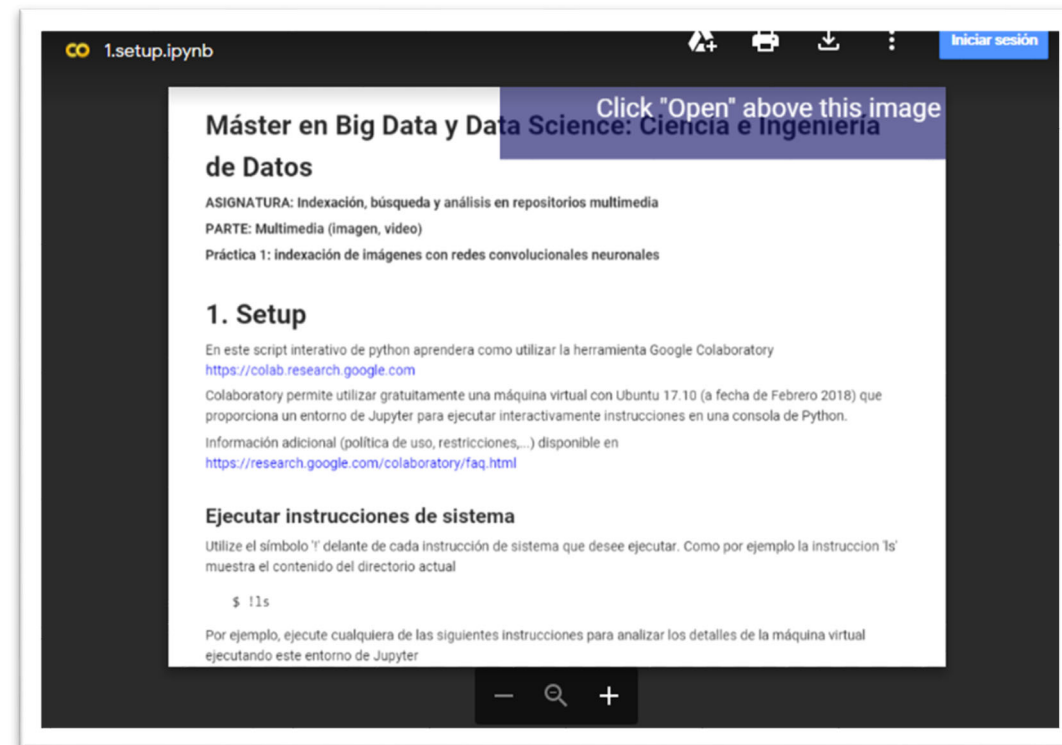 1.setup.ipynb
Iniciar sesión
Click "Open" above this image
Máster en Big Data y Data Science: Ciencia e Ingeniería
de Datos
ASIGNATURA: Indexación, búsqueda y análisis en repositorios multimedia
PARTE: Multimedia (imagen, video)
Práctica 1: indexación de imágenes con redes convolucionales neuronales
1. Setup
En este script interativo de python aprendera como utilizar la herramienta Google Colaboratory
https://colab.research.google.com
Colaboratory permite utilizar gratuitamente una máquina virtual con Ubuntu 17.10 (a fecha de Febrero 2018) que
proporciona un entorno de Jupyter para ejecutar interactivamente instrucciones en una consola de Python.
Información adicional (política de uso, restricciones,...) disponible en
https://research.google.com/colaboratory/faq.html
Ejecutar instrucciones de sistema
Utilize el símbolo '!' delante de cada instrucción de sistema que desee ejecutar. Como por ejemplo la instruccion 'ls'
muestra el contenido del directorio actual
$ !ls
Por ejemplo, ejecute cualquiera de las siguientes instrucciones para analizar los detalles de la máquina virtual
ejecutando este entorno de Jupyter